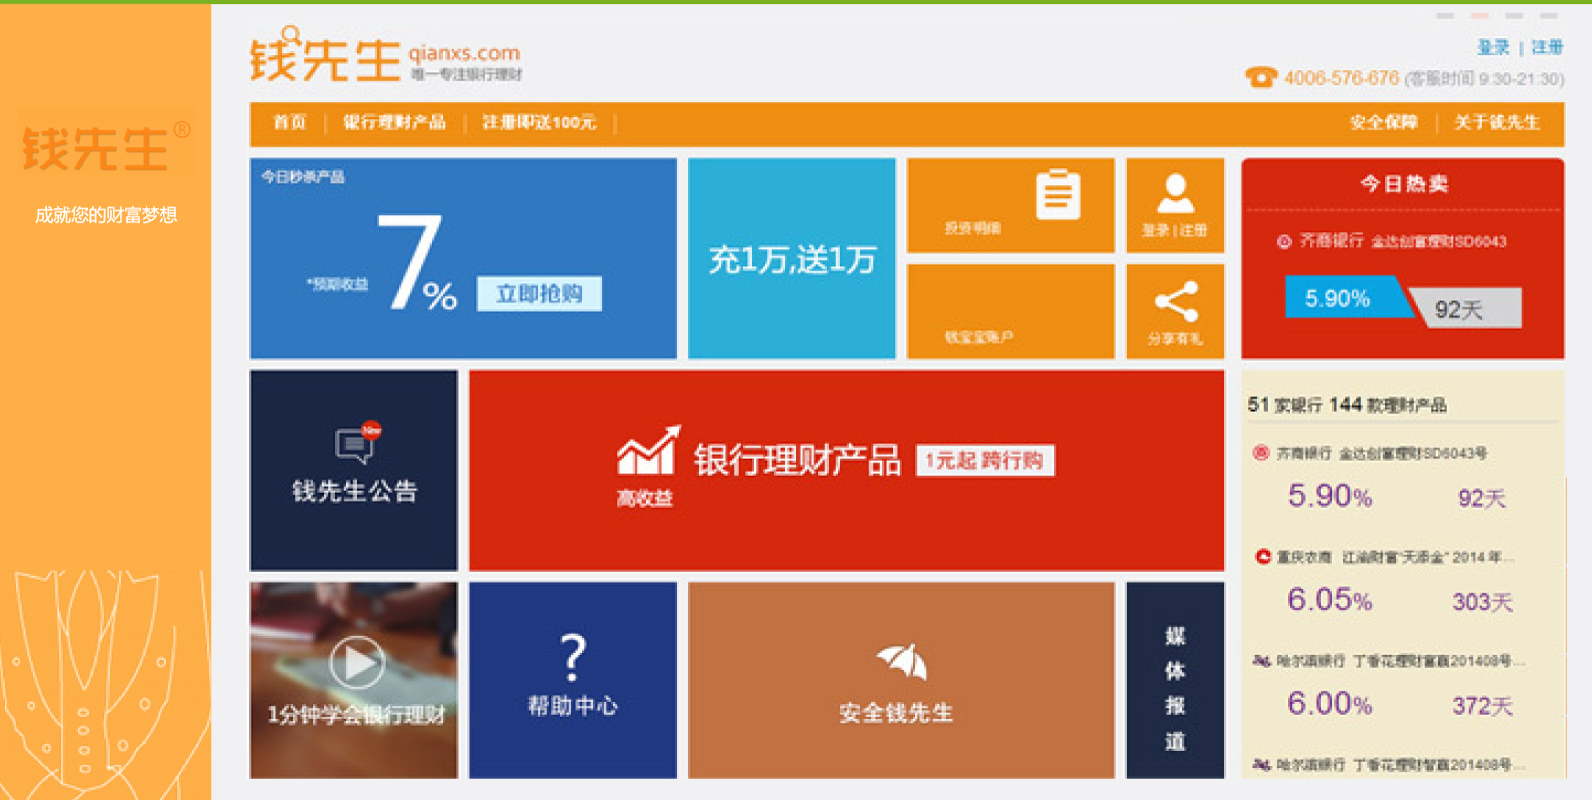 钱先生®
成就您的财富梦想
钱先生 qianxs.com
唯一专注银行理财
登录 | 注册
4006-576-676 (客服时间 9:30-21:30)
首页 | 银行理财产品 | 注册即送100元 |
安全保障 | 关于钱先生
今日秒杀产品
*预期收益 7% 立即抢购
充1万,送1万
投资明细
登录 | 注册
钱宝宝账户
分享有礼
今日热卖
齐商银行 金达创富理财SD6043
5.90%
92天
New
钱先生公告
银行理财产品 1元起 跨行购
高收益
51 家银行 144 款理财产品
齐商银行 金达创富理财SD6043号
5.90% 92天
重庆农商 江渝财富“天添金” 2014 年...
6.05% 303天
哈尔滨银行 丁香花理财富赢201408号...
6.00% 372天
哈尔滨银行 丁香花理财智赢201408号...
1分钟学会银行理财
?
帮助中心
安全钱先生
媒
体
报
道